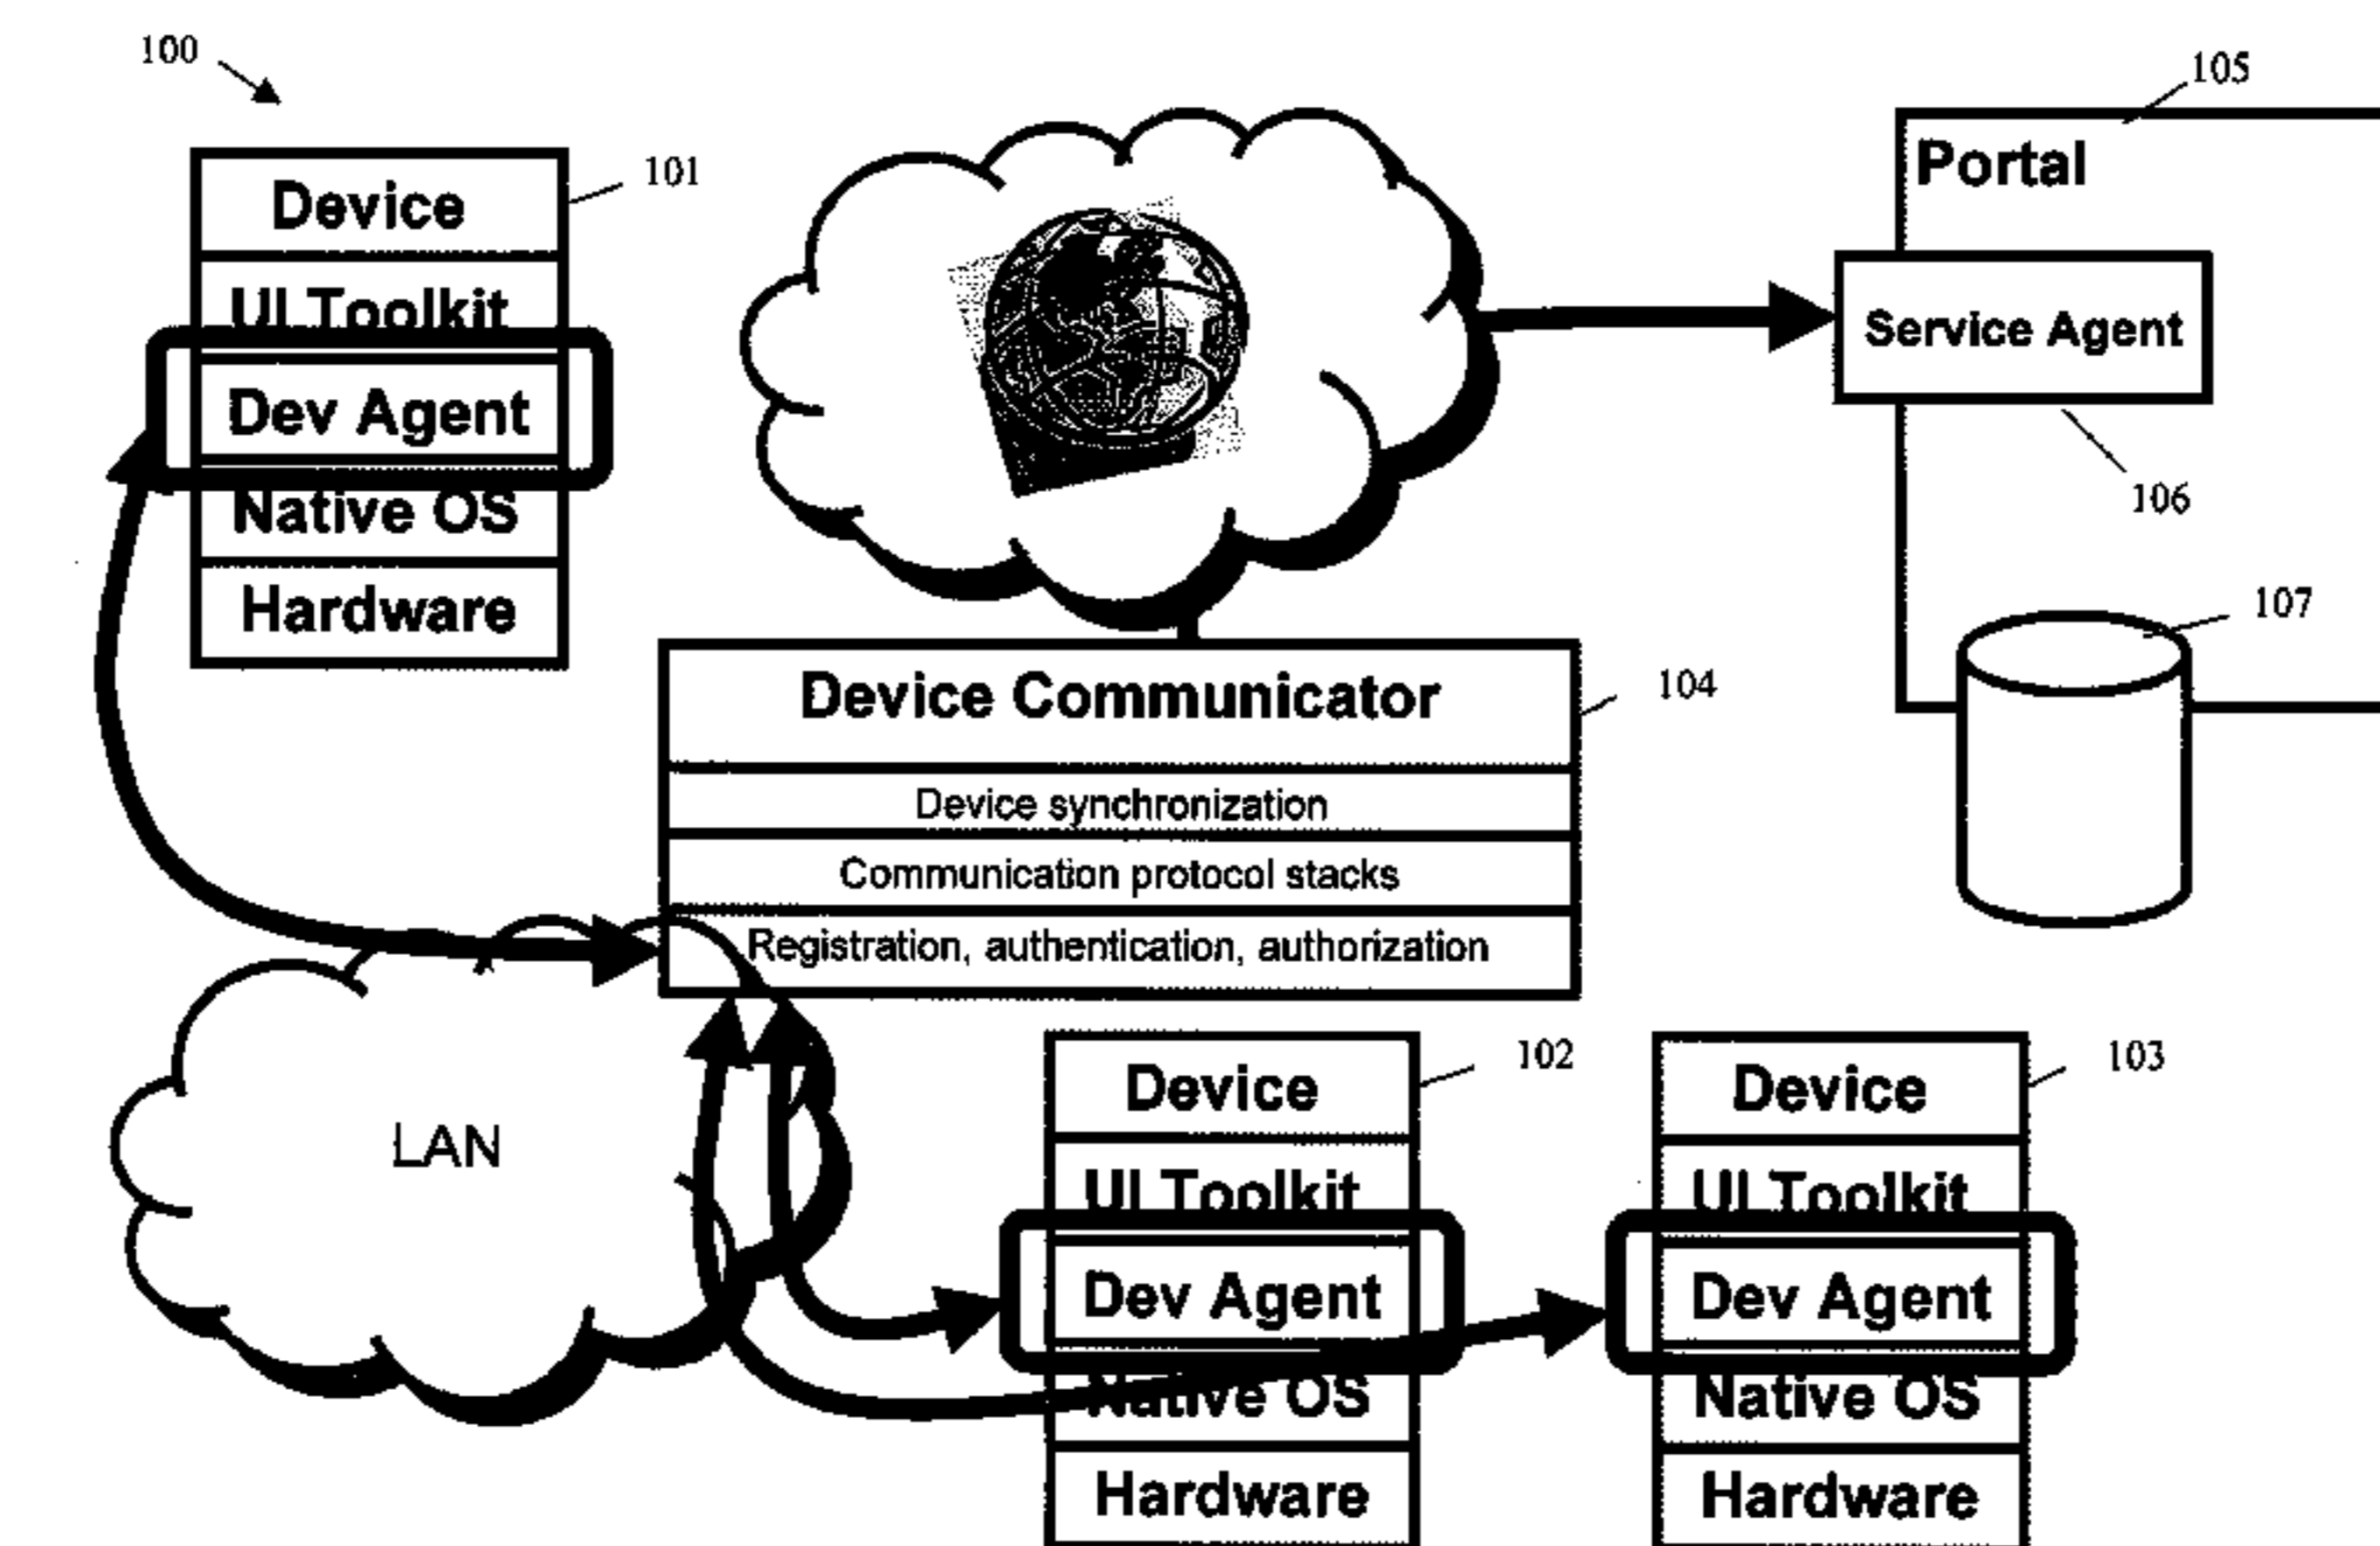 100
105
Portal
101
Device
UI Toolkit
Dev Agent
Native OS
Hardware
Service Agent
106
107
Device Communicator
104
Device synchronization
Communication protocol stacks
Registration, authentication, authorization
LAN
102
Device
UI Toolkit
Dev Agent
Native OS
Hardware
103
Device
UI Toolkit
Dev Agent
Native OS
Hardware